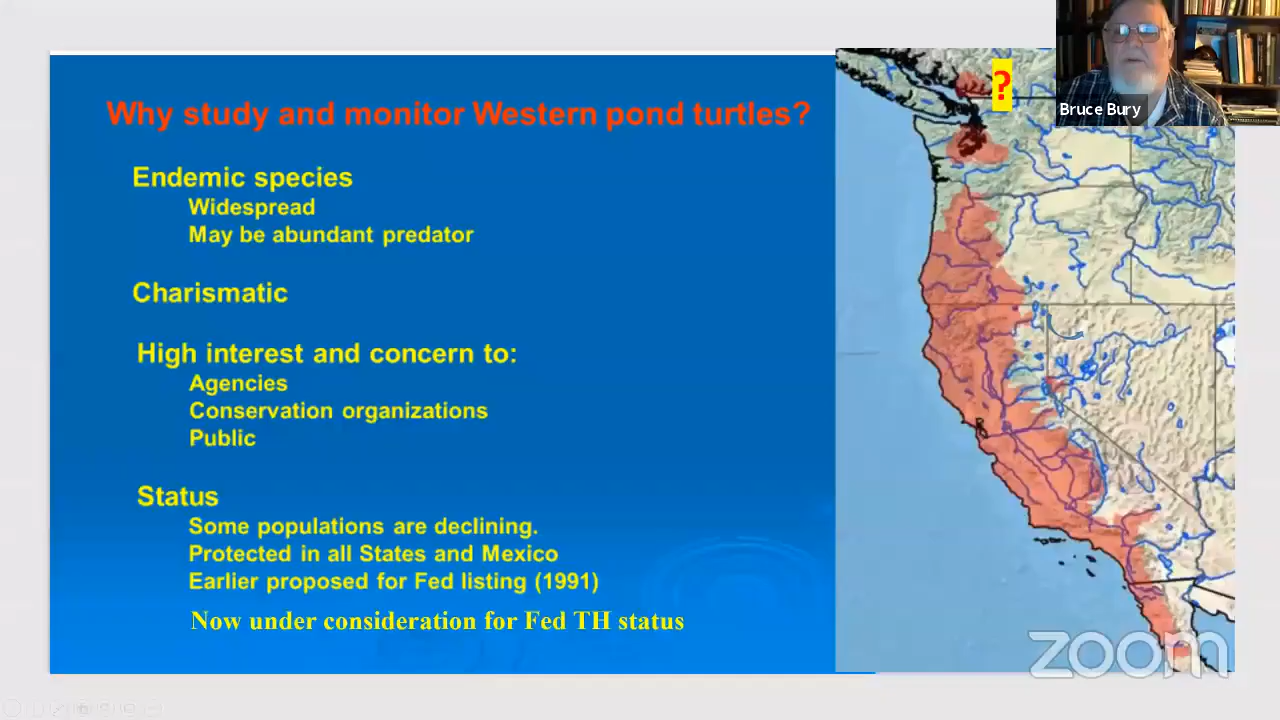 Why study and monitor Western pond turtles?
Endemic species
Widespread
May be abundant predator
Charismatic
High interest and concern to:
Agencies
Conservation organizations
Public
Status
Some populations are declining.
Protected in all States and Mexico
Earlier proposed for Fed listing (1991)
Now under consideration for Fed TH status
?
Bruce Bury
zoom